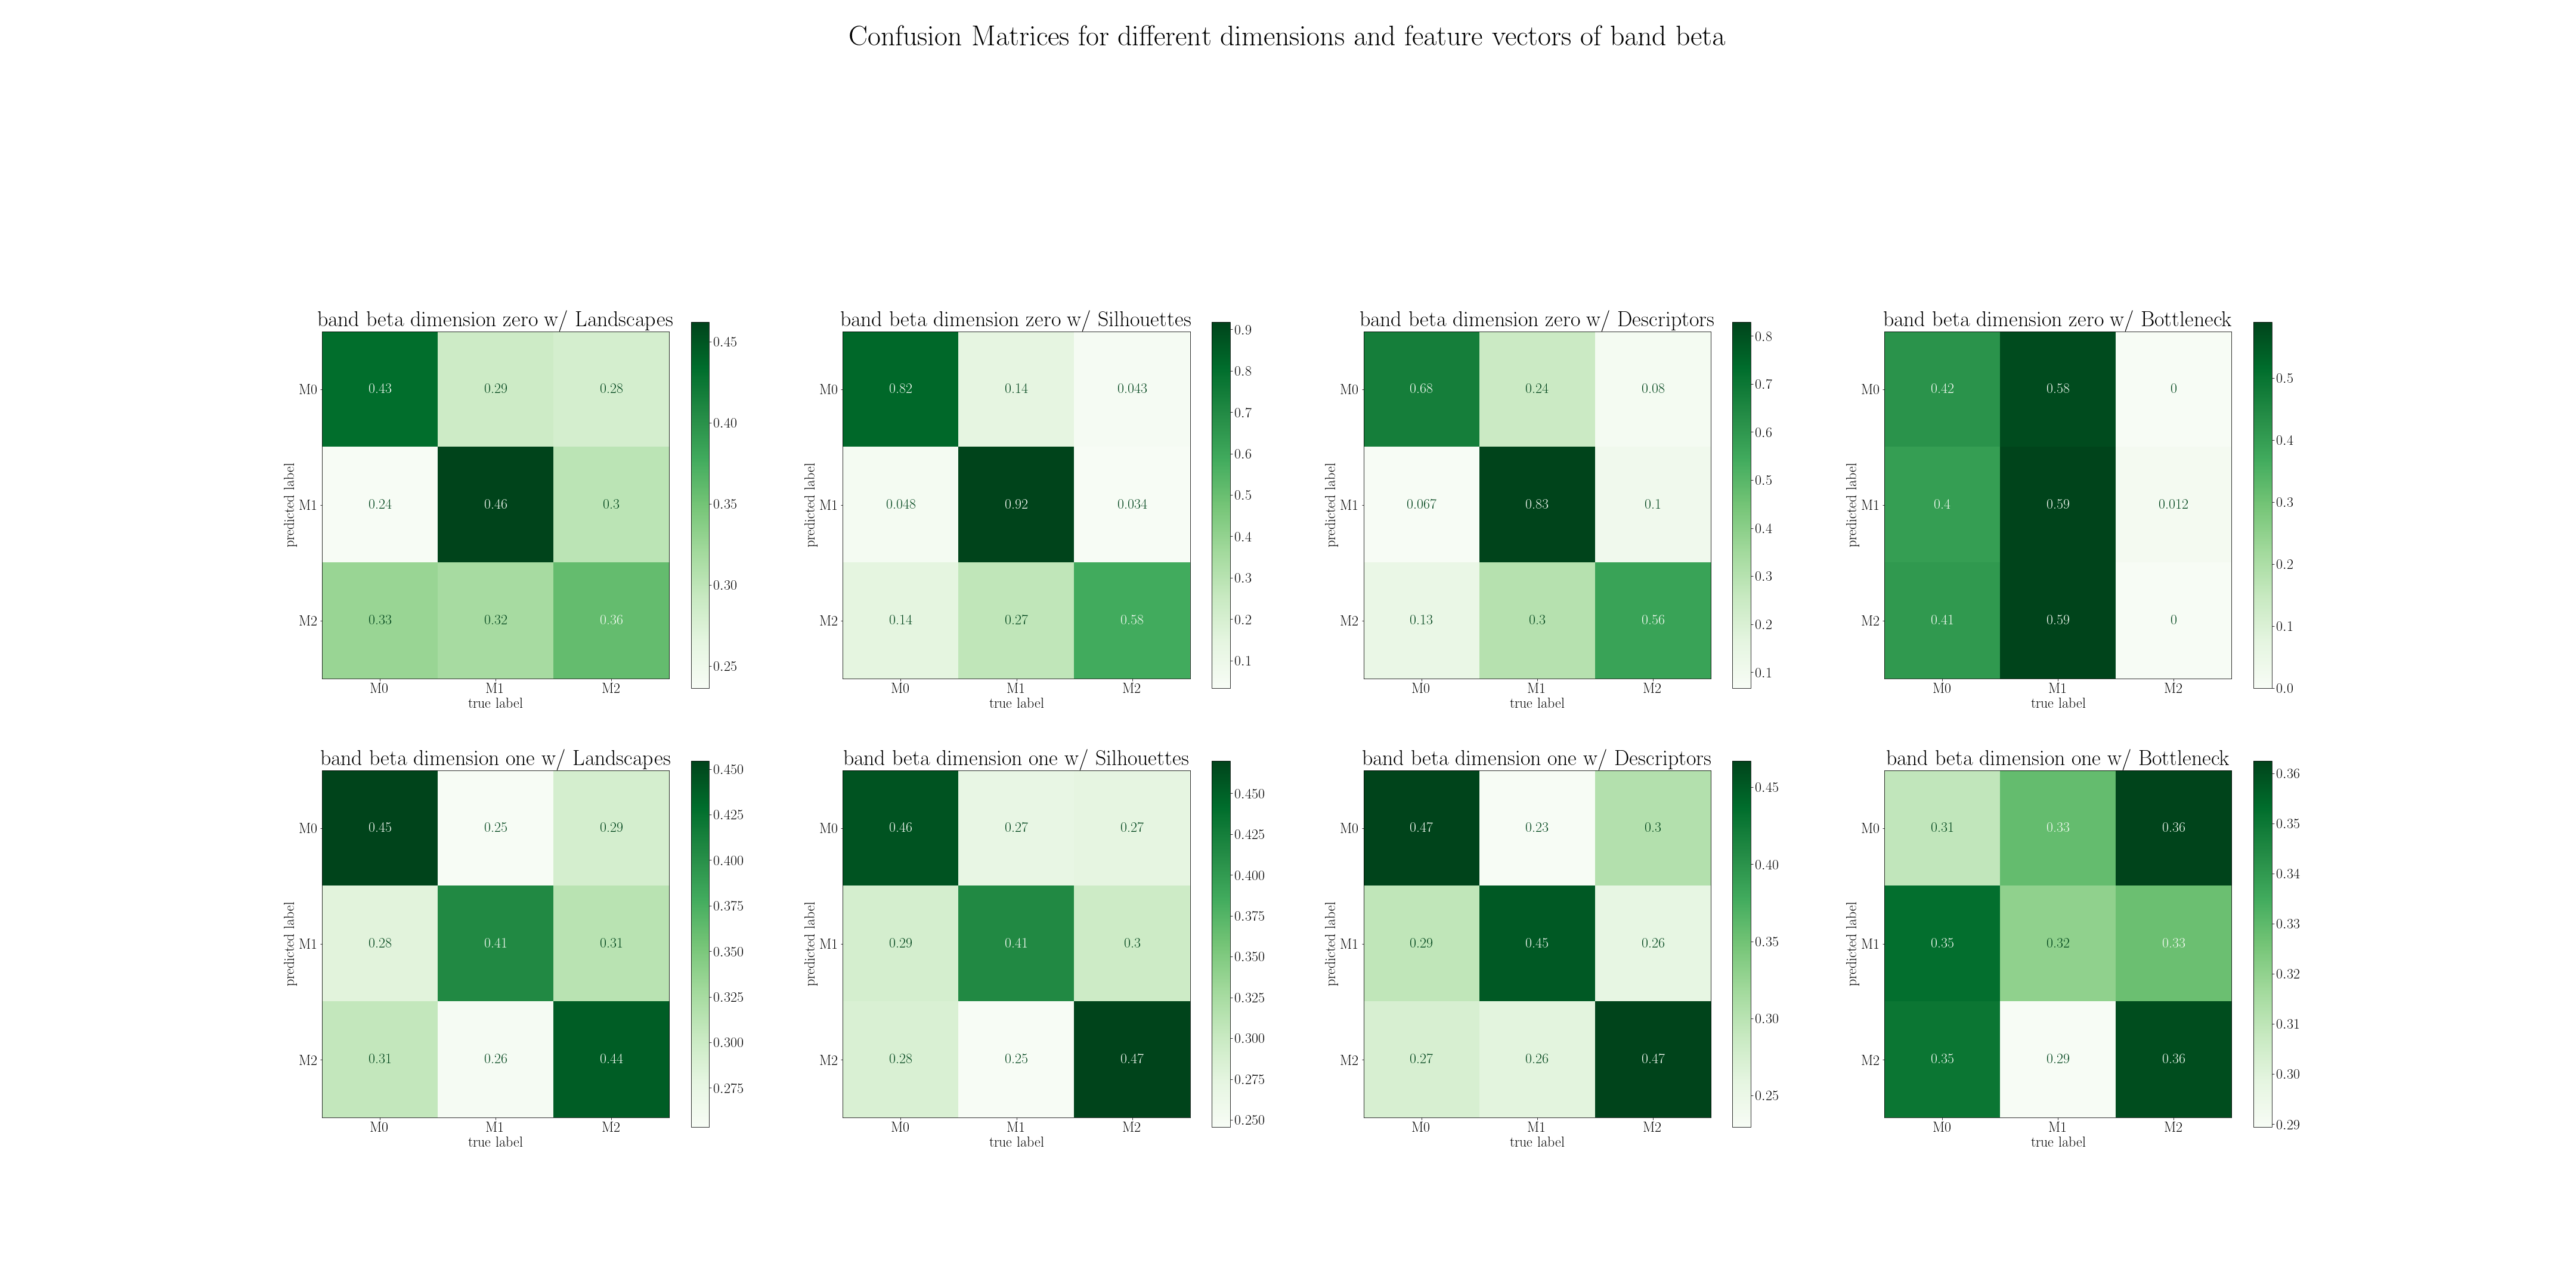 Confusion Matrices for different dimensions and feature vectors of band beta
band beta dimension zero w/ Landscapes
predicted label
M0 0.43 0.29 0.28
M1 0.24 0.46 0.3
M2 0.33 0.32 0.36
M0 M1 M2
true label
0.45
0.40
0.35
0.30
0.25
band beta dimension zero w/ Silhouettes
predicted label
M0 0.82 0.14 0.043
M1 0.048 0.92 0.034
M2 0.14 0.27 0.58
M0 M1 M2
true label
0.9
0.8
0.7
0.6
0.5
0.4
0.3
0.2
0.1
band beta dimension zero w/ Descriptors
predicted label
M0 0.68 0.24 0.08
M1 0.067 0.83 0.1
M2 0.13 0.3 0.56
M0 M1 M2
true label
0.8
0.7
0.6
0.5
0.4
0.3
0.2
0.1
band beta dimension zero w/ Bottleneck
predicted label
M0 0.42 0.58 0
M1 0.4 0.59 0.012
M2 0.41 0.59 0
M0 M1 M2
true label
0.5
0.4
0.3
0.2
0.1
0.0
band beta dimension one w/ Landscapes
predicted label
M0 0.45 0.25 0.29
M1 0.28 0.41 0.31
M2 0.31 0.26 0.44
M0 M1 M2
true label
0.450
0.425
0.400
0.375
0.350
0.325
0.300
0.275
band beta dimension one w/ Silhouettes
predicted label
M0 0.46 0.27 0.27
M1 0.29 0.41 0.3
M2 0.28 0.25 0.47
M0 M1 M2
true label
0.450
0.425
0.400
0.375
0.350
0.325
0.300
0.275
0.250
band beta dimension one w/ Descriptors
predicted label
M0 0.47 0.23 0.3
M1 0.29 0.45 0.26
M2 0.27 0.26 0.47
M0 M1 M2
true label
0.45
0.40
0.35
0.30
0.25
band beta dimension one w/ Bottleneck
predicted label
M0 0.31 0.33 0.36
M1 0.35 0.32 0.33
M2 0.35 0.29 0.36
M0 M1 M2
true label
0.36
0.35
0.34
0.33
0.32
0.31
0.30
0.29